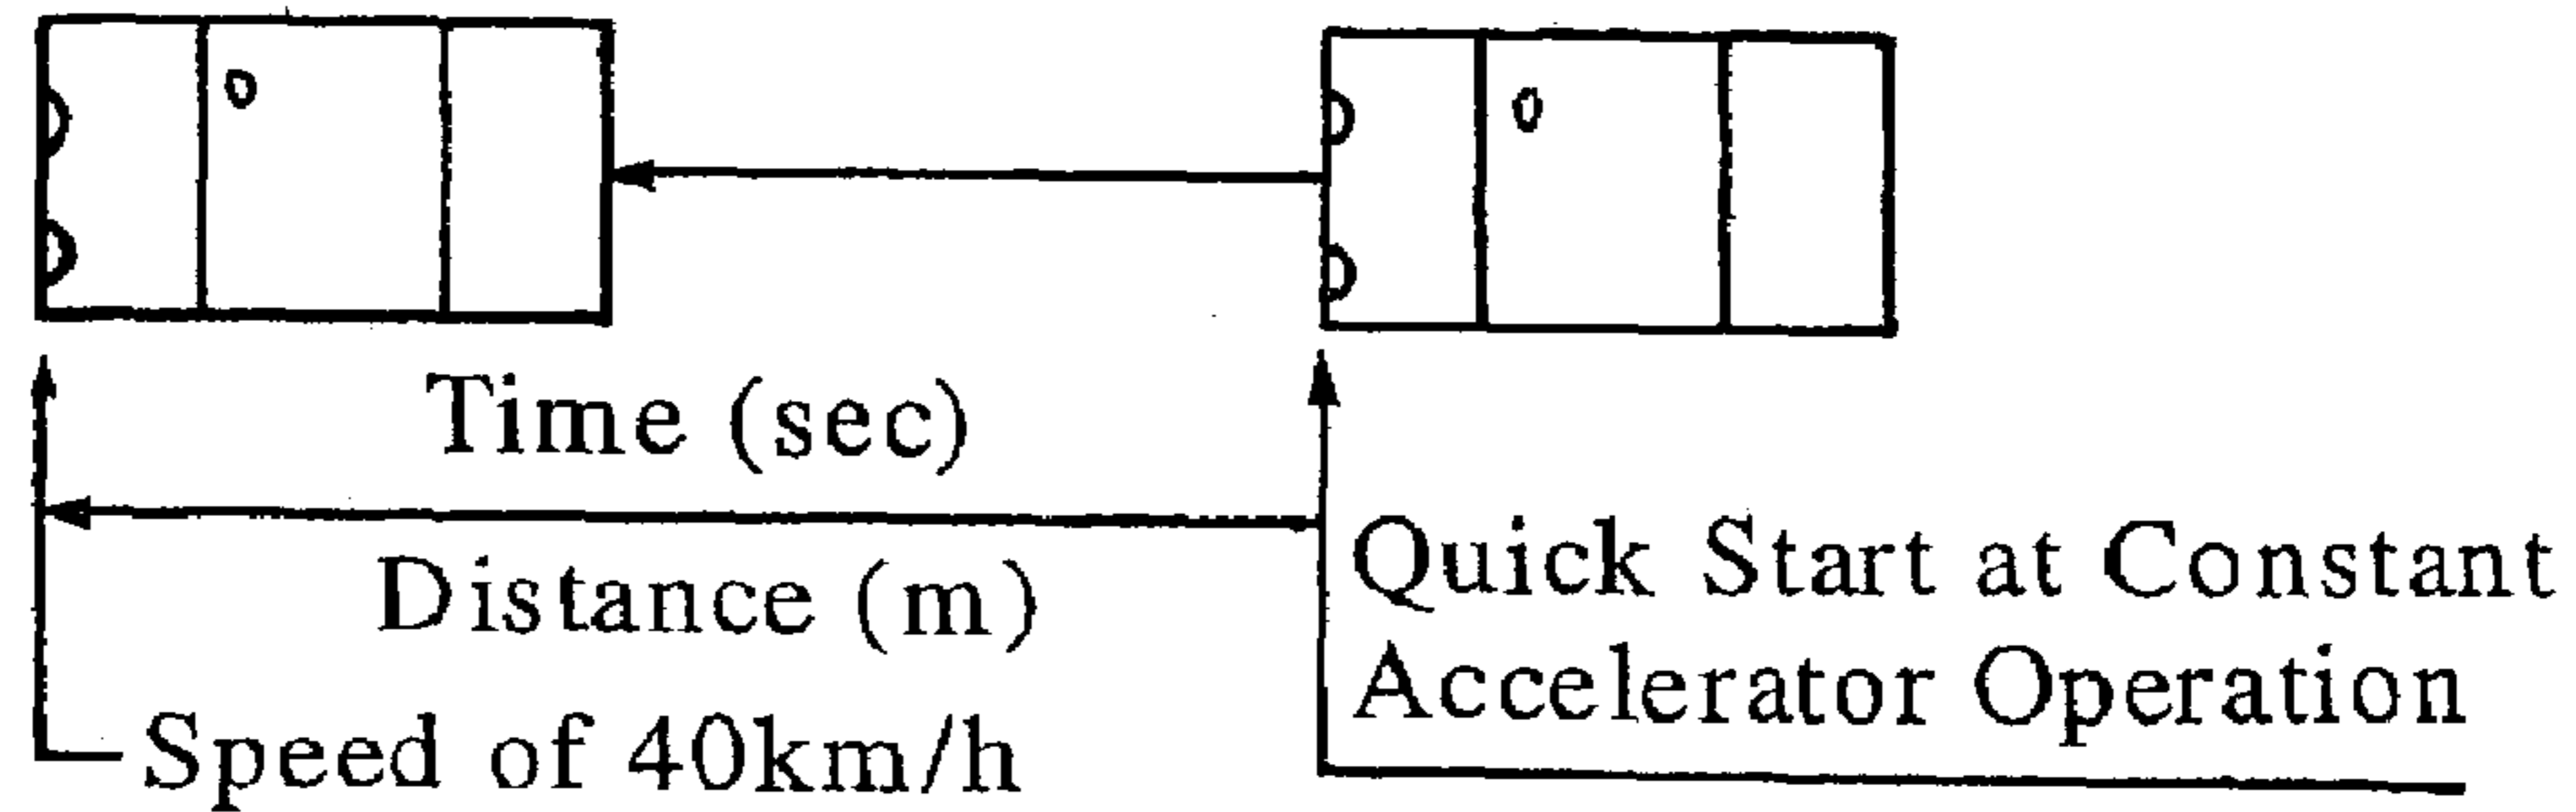 Time (sec)
Distance (m)
Quick Start at Constant
Accelerator Operation
Speed of 40km/h